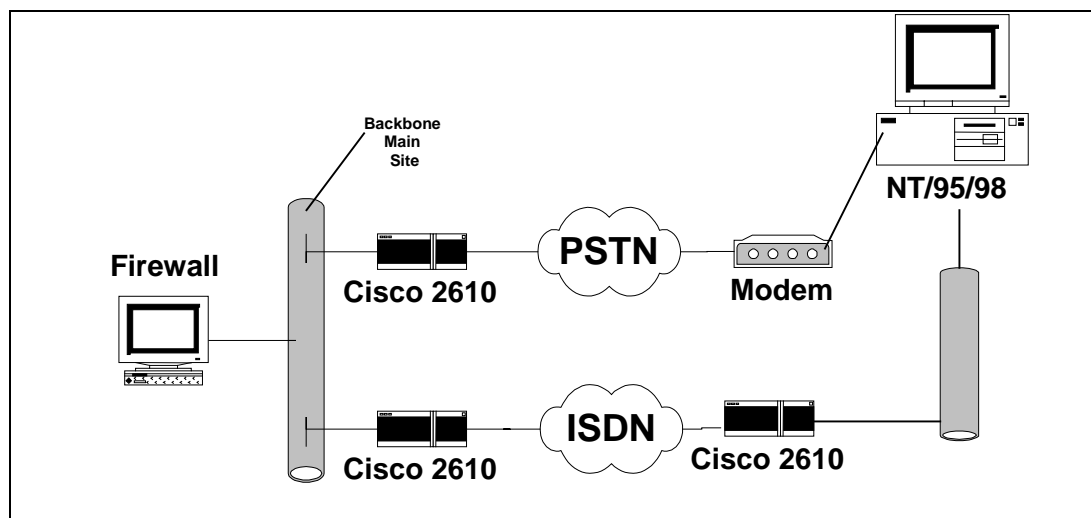 Backbone
Main
Site
NT/95/98
Firewall
PSTN
Cisco 2610
Modem
ISDN
Cisco 2610
Cisco 2610